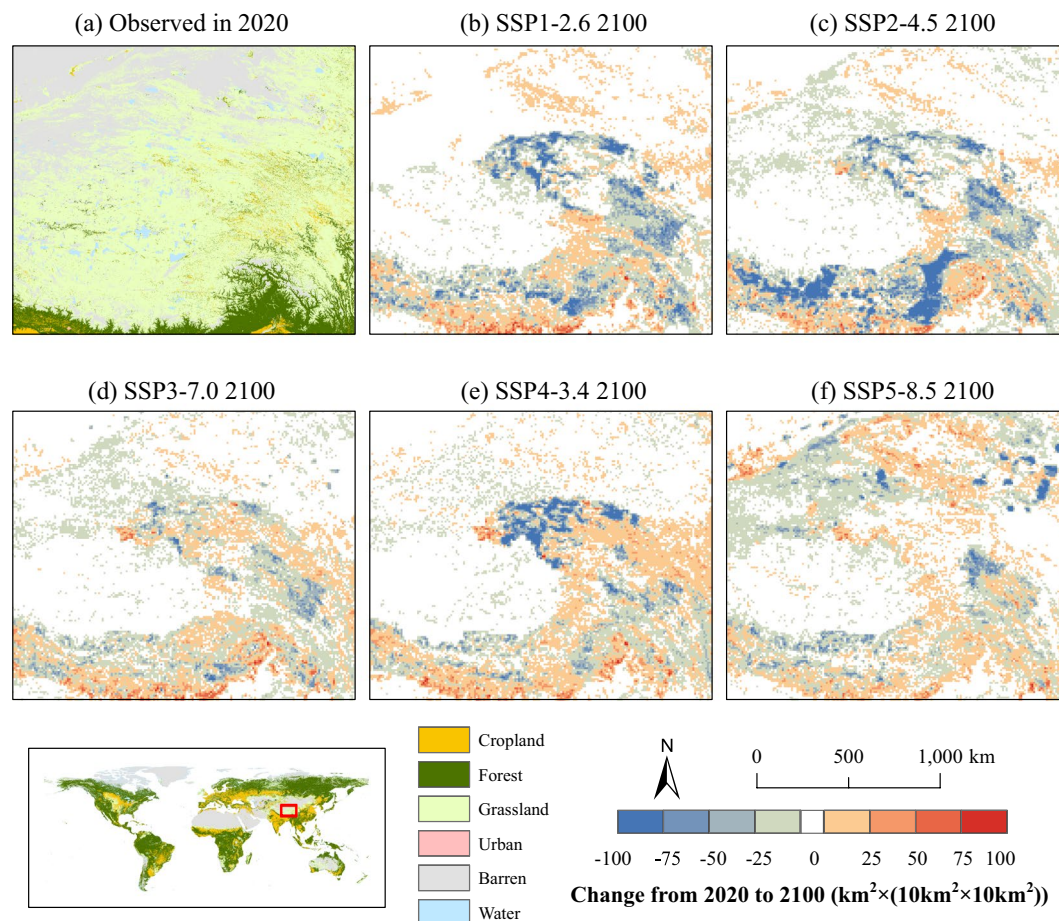 (a) Observed in 2020
(b) SSP1-2.6 2100
(c) SSP2-4.5 2100
(d) SSP3-7.0 2100
(e) SSP4-3.4 2100
(f) SSP5-8.5 2100
Cropland
Forest
Grassland
Urban
Barren
Water
N
0 500 1,000 km
-100 -75 -50 -25 0 25 50 75 100
Change from 2020 to 2100 (km²×(10km²×10km²))